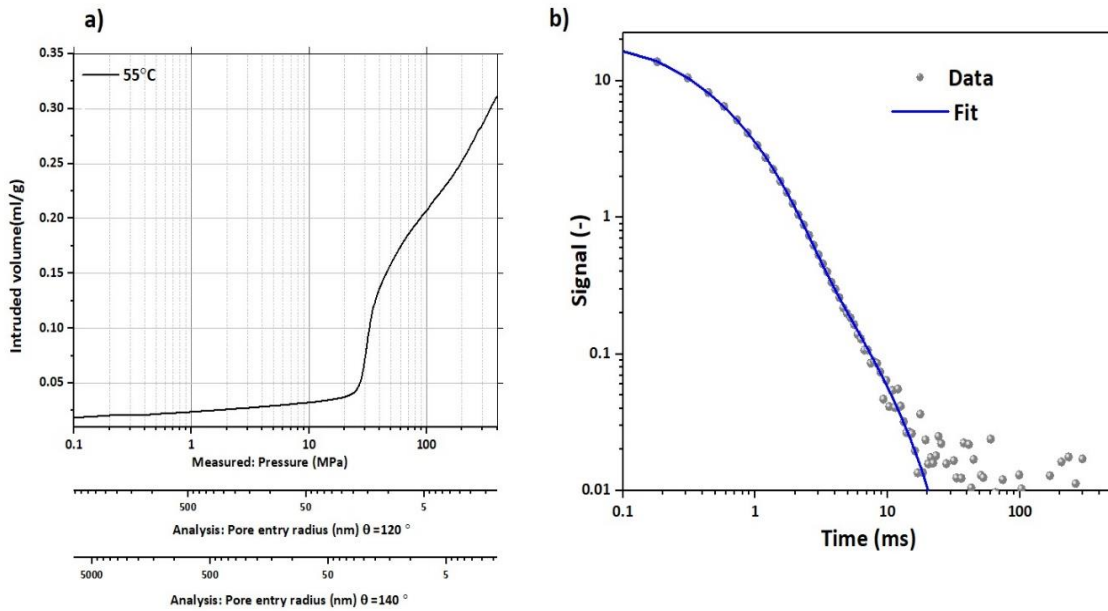 a)
0.35
0.30
0.25
0.20
0.15
0.10
0.05
Intruded volume(ml/g)
55°C
0.1 1 10 100
Measured: Pressure (MPa)
500 50 5
Analysis: Pore entry radius (nm) θ =120 °
5000 500 50 5
Analysis: Pore entry radius (nm) θ =140 °
b)
10
1
0.1
0.01
Signal (-)
Data
Fit
0.1 1 10 100
Time (ms)